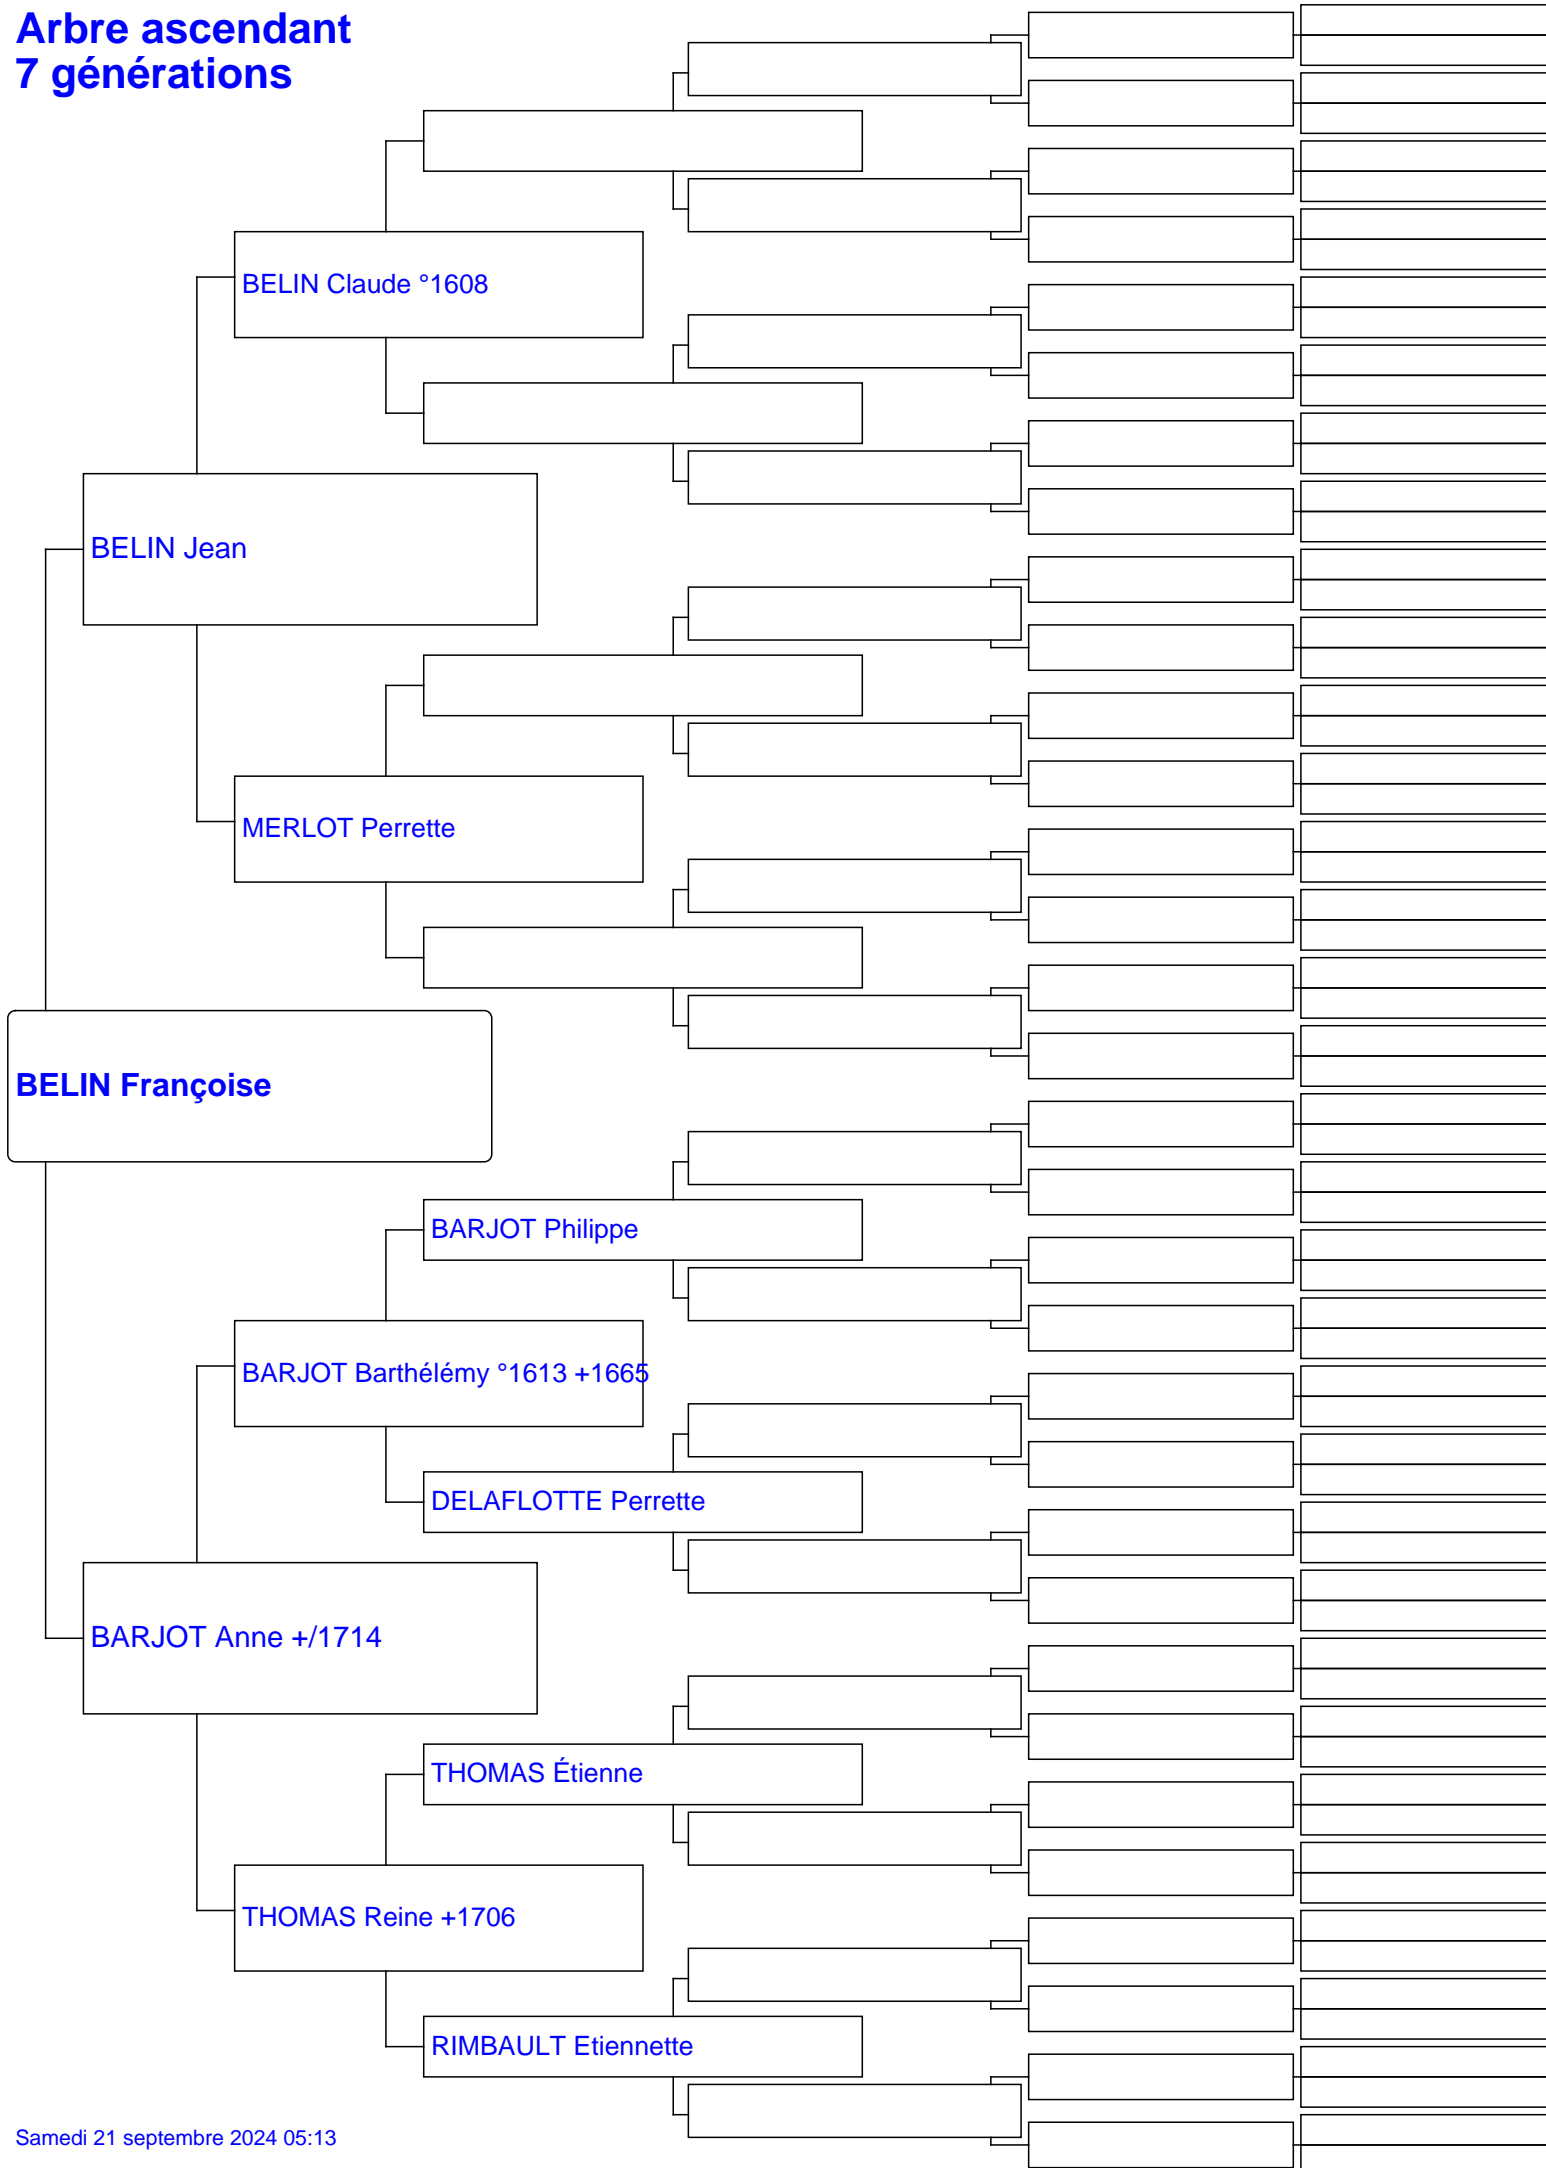 Arbre ascendant
7 générations
BELIN Claude °1608
BELIN Jean
MERLOT Perrette
BELIN Françoise
BARJOT Philippe
BARJOT Barthélémy °1613 +1665
DELAFLOTTE Perrette
BARJOT Anne +/1714
THOMAS Étienne
THOMAS Reine +1706
RIMBAULT Etiennette
Samedi 21 septembre 2024 05:13